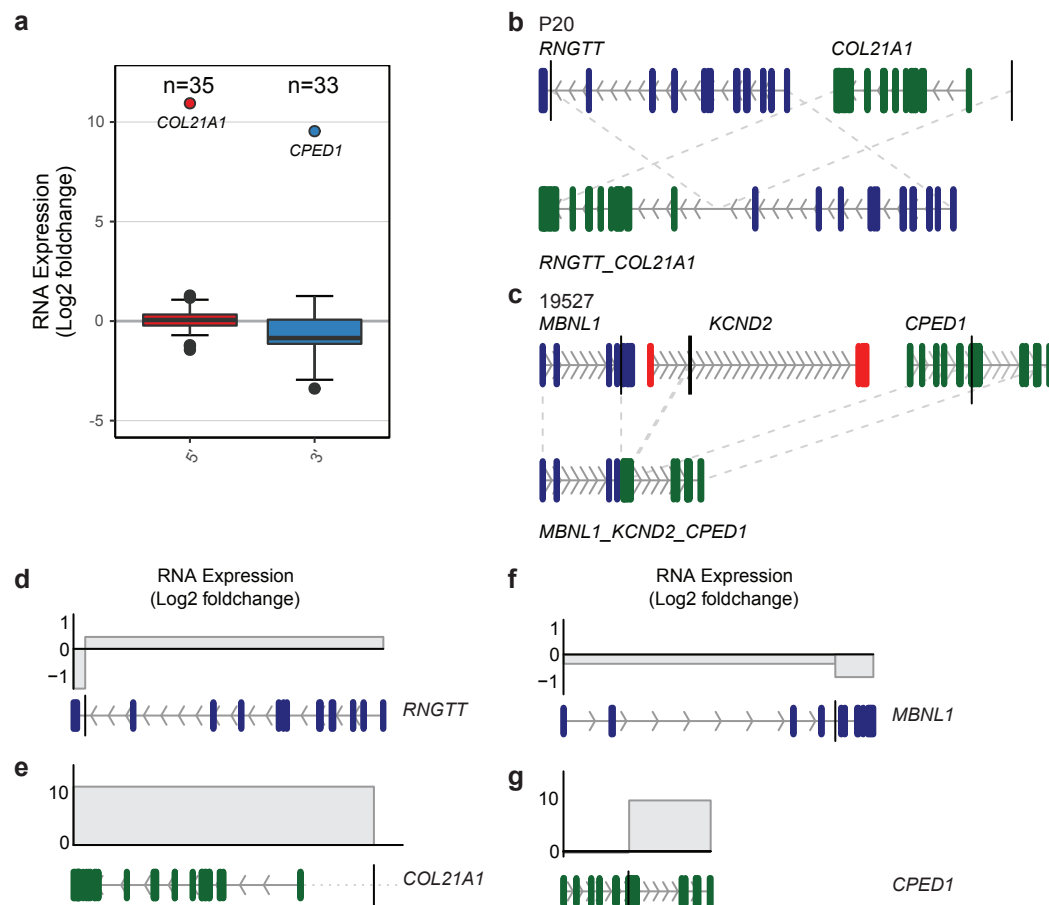 a
n=35
n=33
COL21A1
CPED1
RNA Expression
(Log2 foldchange)
10
5
0
-5
5'
3'
b P20
RNGTT COL21A1
RNGTT_COL21A1
c 19527
MBNL1 KCND2 CPED1
MBNL1_KCND2_CPED1
d
RNA Expression
(Log2 foldchange)
1
0
−1
RNGTT
e
10
0
COL21A1
f
RNA Expression
(Log2 foldchange)
1
0
−1
MBNL1
g
10
0
CPED1